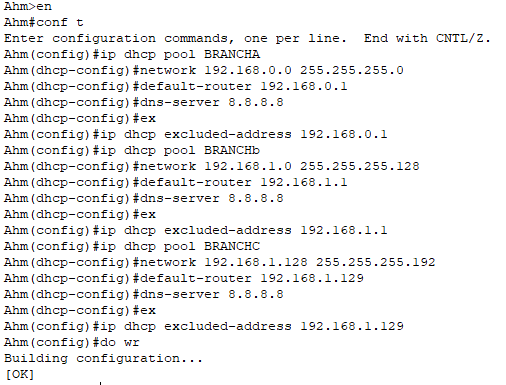 Ahm>en
Ahm#conf t
Enter configuration commands, one per line.  End with CNTL/Z.
Ahm(config)#ip dhcp pool BRANCHA
Ahm(dhcp-config)#network 192.168.0.0 255.255.255.0
Ahm(dhcp-config)#default-router 192.168.0.1
Ahm(dhcp-config)#dns-server 8.8.8.8
Ahm(dhcp-config)#ex
Ahm(config)#ip dhcp excluded-address 192.168.0.1
Ahm(config)#ip dhcp pool BRANCHb
Ahm(dhcp-config)#network 192.168.1.0 255.255.255.128
Ahm(dhcp-config)#default-router 192.168.1.1
Ahm(dhcp-config)#dns-server 8.8.8.8
Ahm(dhcp-config)#ex
Ahm(config)#ip dhcp excluded-address 192.168.1.1
Ahm(config)#ip dhcp pool BRANCHC
Ahm(dhcp-config)#network 192.168.1.128 255.255.255.192
Ahm(dhcp-config)#default-router 192.168.1.129
Ahm(dhcp-config)#dns-server 8.8.8.8
Ahm(dhcp-config)#ex
Ahm(config)#ip dhcp excluded-address 192.168.1.129
Ahm(config)#do wr
Building configuration...
[OK]